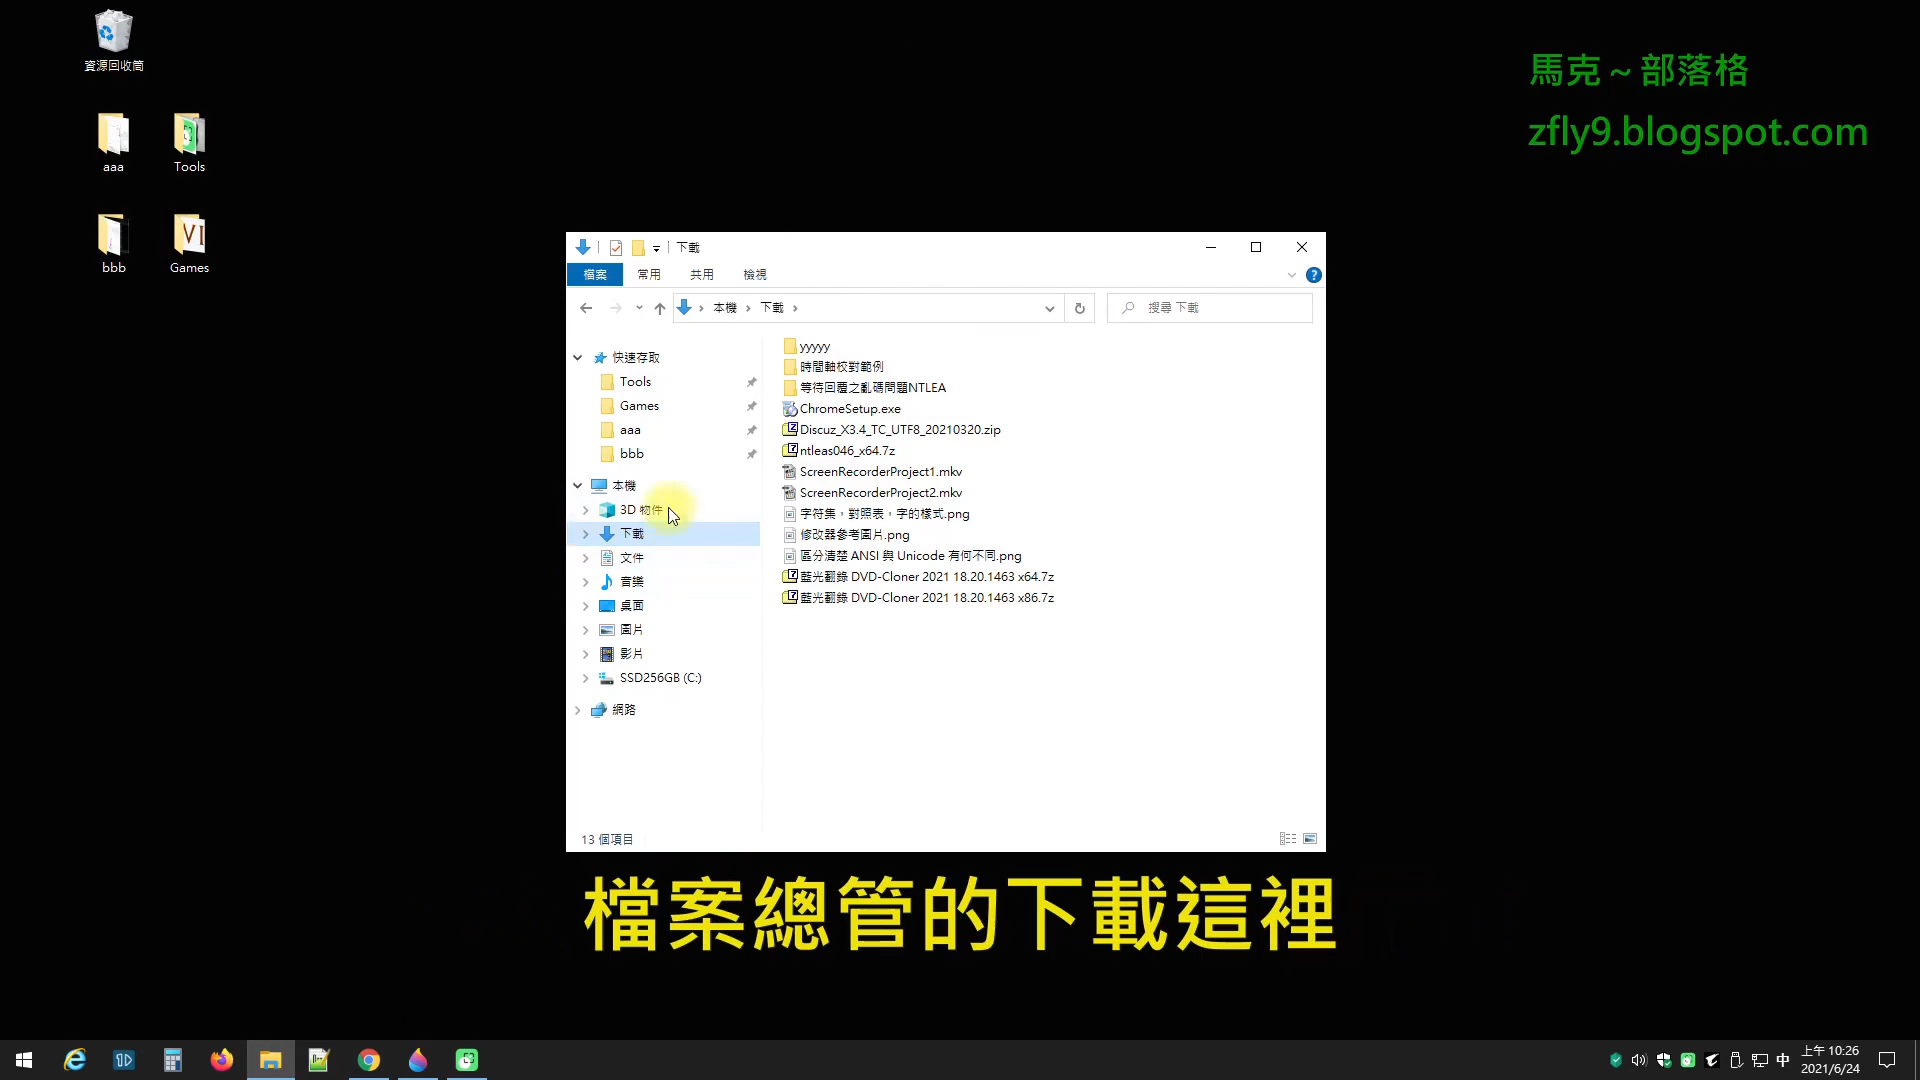 資源回收筒
aaa
Tools
bbb
Games
馬克～部落格
zfly9.blogspot.com
下載
檔案
常用
共用
檢視
本機
下載
搜尋 下載
快速存取
Tools
Games
aaa
bbb
本機
3D 物件
下載
文件
音樂
桌面
圖片
影片
SSD256GB (C:)
網路
yyyyy
時間軸校對範例
等待回覆之亂碼問題NTLEA
ChromeSetup.exe
Discuz_X3.4_TC_UTF8_20210320.zip
ntleas046_x64.7z
ScreenRecorderProject1.mkv
ScreenRecorderProject2.mkv
字符集，對照表，字的樣式.png
修改器參考圖片.png
區分清楚 ANSI 與 Unicode 有何不同.png
藍光翻錄 DVD-Cloner 2021 18.20.1463 x64.7z
藍光翻錄 DVD-Cloner 2021 18.20.1463 x86.7z
13 個項目
檔案總管的下載這裡
中
上午 10:26
2021/6/24